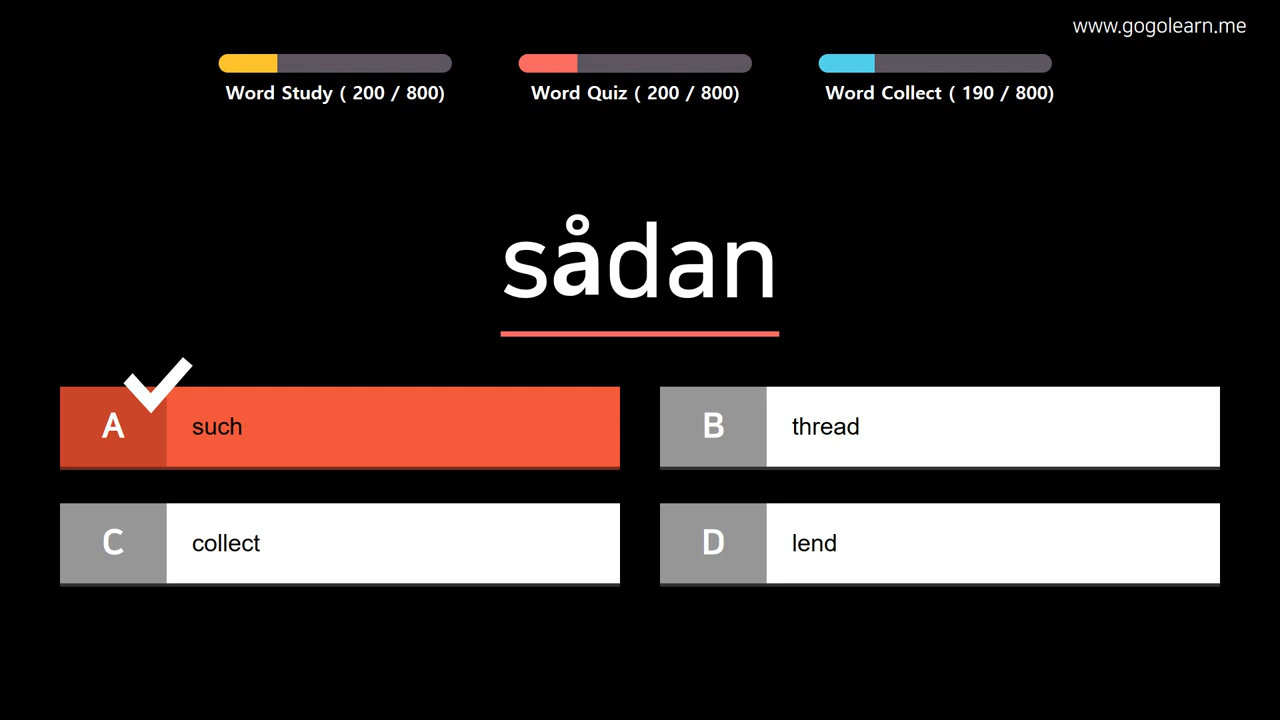 www.gogolearn.me
Word Study ( 200 / 800)
Word Quiz ( 200 / 800)
Word Collect ( 190 / 800)
sådan
A such
B thread
C collect
D lend